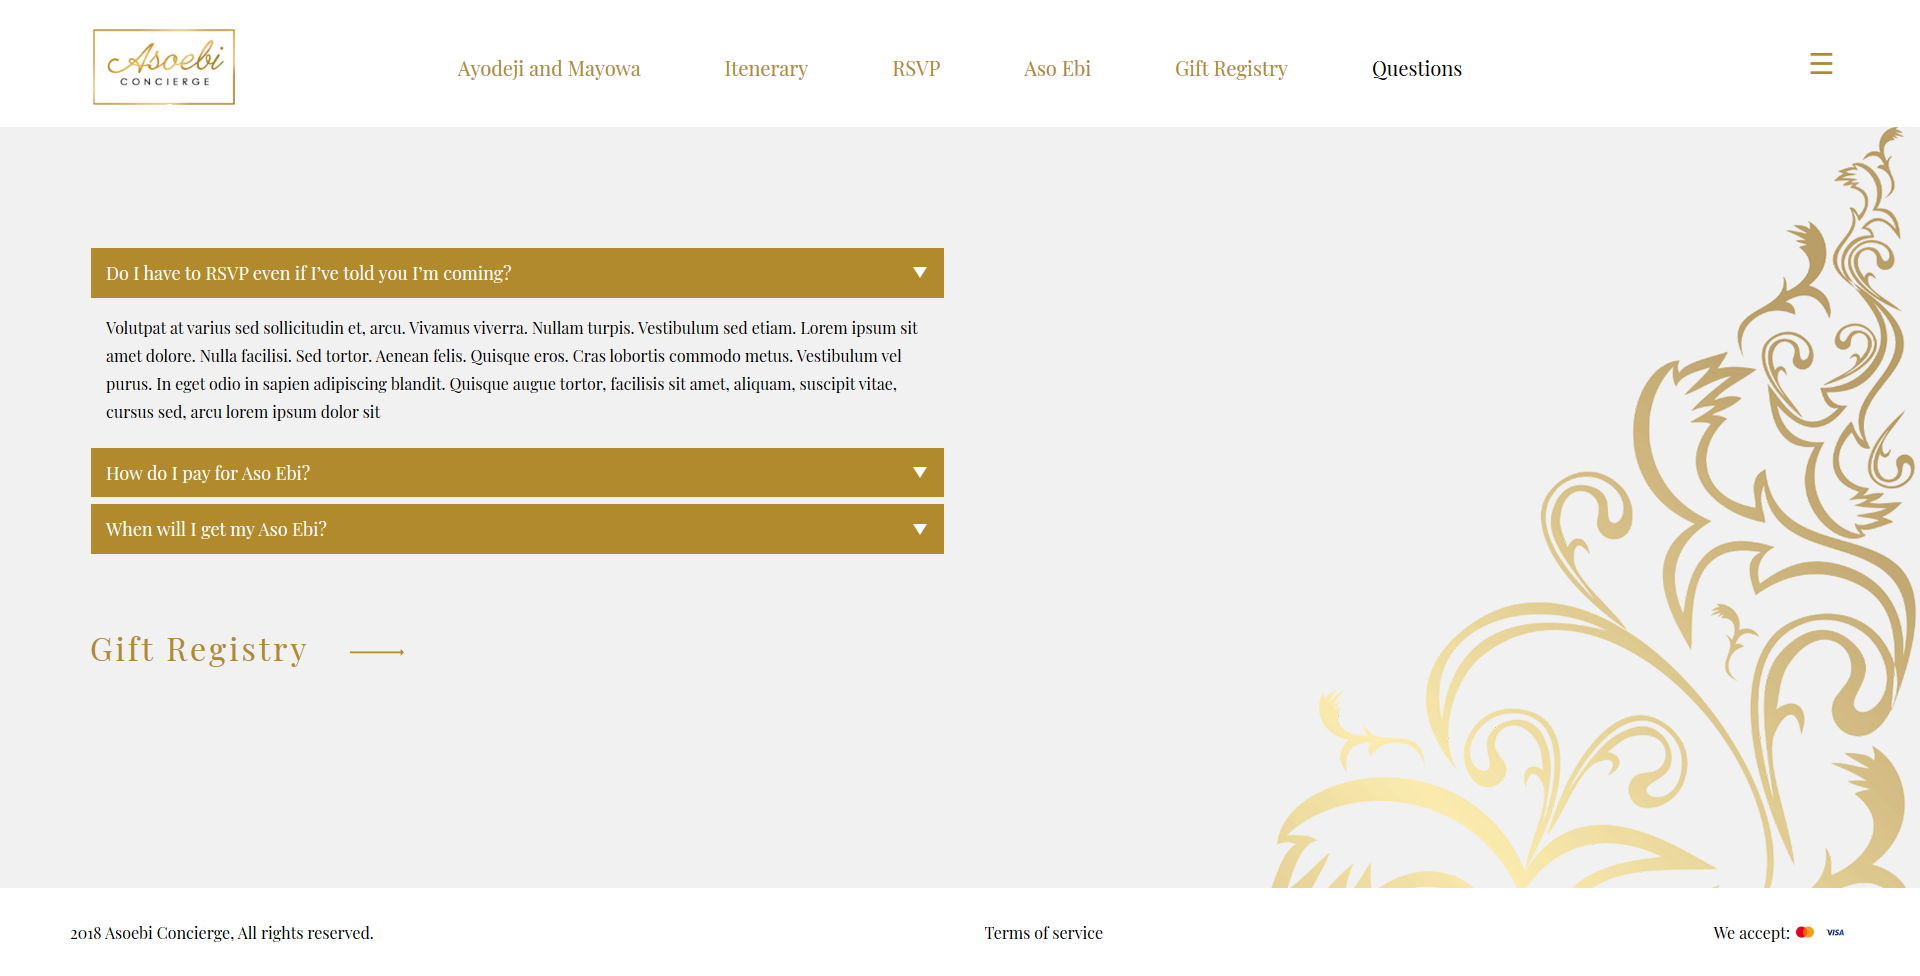 Asoebi
CONCIERGE
Ayodeji and Mayowa
Itenerary
RSVP
Aso Ebi
Gift Registry
Questions
Do I have to RSVP even if I’ve told you I’m coming?
Volutpat at varius sed sollicitudin et, arcu. Vivamus viverra. Nullam turpis. Vestibulum sed etiam. Lorem ipsum sit
amet dolore. Nulla facilisi. Sed tortor. Aenean felis. Quisque eros. Cras lobortis commodo metus. Vestibulum vel
purus. In eget odio in sapien adipiscing blandit. Quisque augue tortor, facilisis sit amet, aliquam, suscipit vitae,
cursus sed, arcu lorem ipsum dolor sit
How do I pay for Aso Ebi?
When will I get my Aso Ebi?
Gift Registry
2018 Asoebi Concierge, All rights reserved.
Terms of service
We accept:
VISA